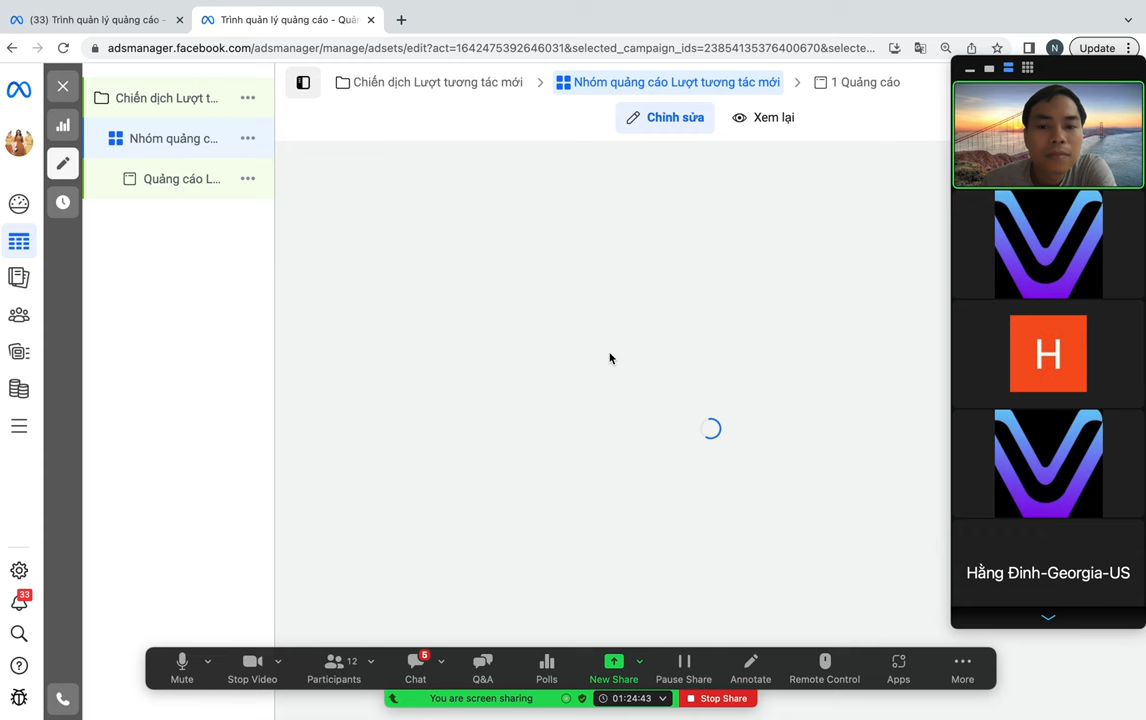 (33) Trình quản lý quảng cáo -
Trình quản lý quảng cáo - Quản
adsmanager.facebook.com/adsmanager/manage/adsets/edit?act=1642475392646031&selected_campaign_ids=23854135376400670&selecte...
N
Update
Chiến dịch Lượt t...
Nhóm quảng c...
Quảng cáo L...
Chiến dịch Lượt tương tác mới
Nhóm quảng cáo Lượt tương tác mới
1 Quảng cáo
Chỉnh sửa
Xem lại
H
Hằng Đinh-Georgia-US
33
12
5
Mute
Stop Video
Participants
Chat
Q&A
Polls
New Share
Pause Share
Annotate
Remote Control
Apps
More
You are screen sharing
01:24:43
Stop Share